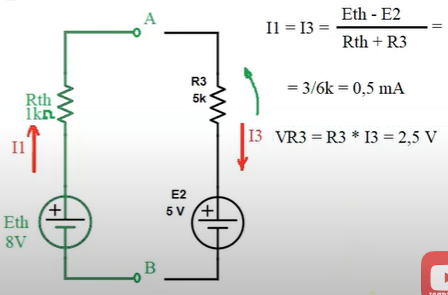 A
I1 = I3 = Eth - E2 =
Rth + R3
R3
5k
Rth
1kΩ
= 3/6k = 0,5 mA
I1
I3
VR3 = R3 * I3 = 2,5 V
E2
5 V
+
+
Eth
8V
B